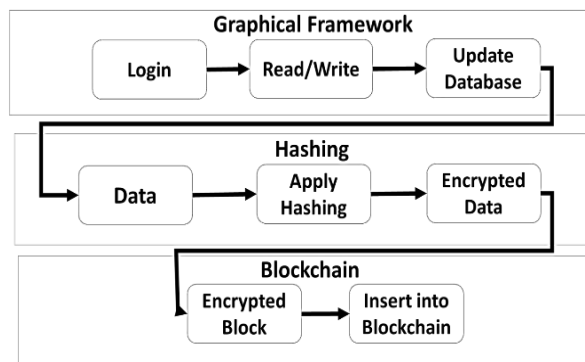 Graphical Framework
Login
Read/Write
Update
Database
Hashing
Data
Apply
Hashing
Encrypted
Data
Blockchain
Encrypted
Block
Insert into
Blockchain